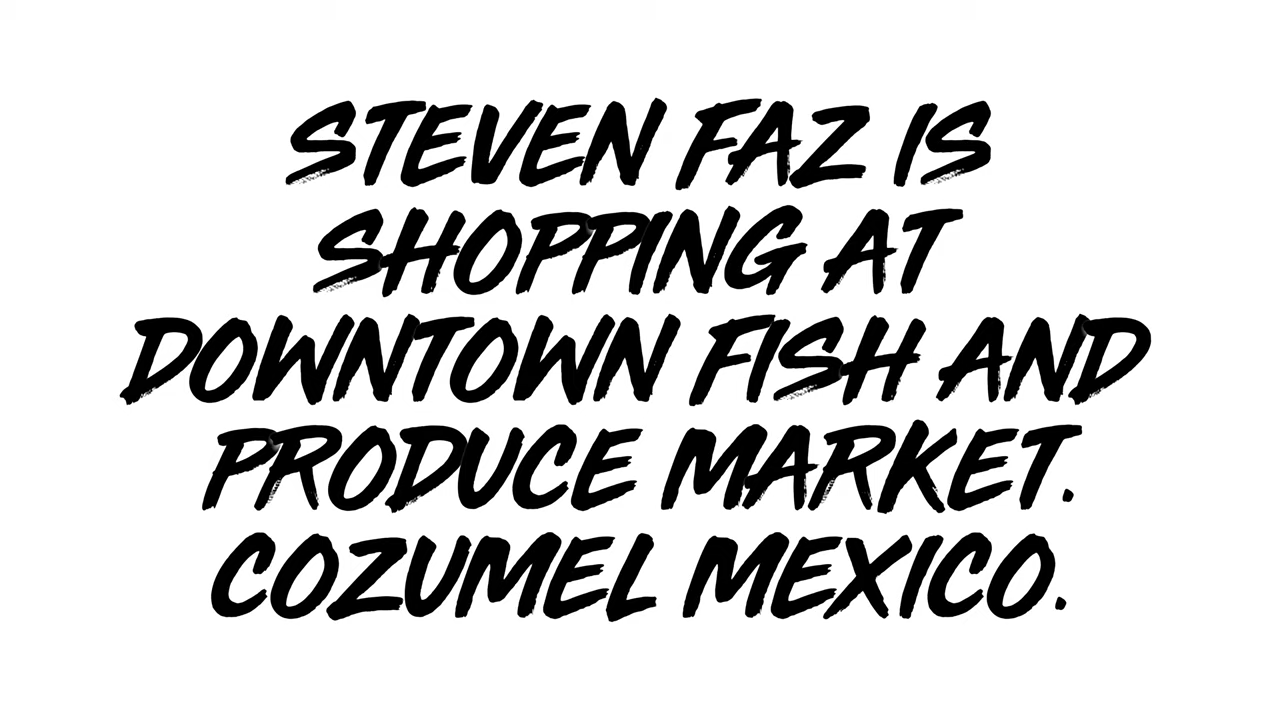 STEVEN FAZ IS
SHOPPING AT
DOWNTOWN FISH AND
PRODUCE MARKET.
COZUMEL MEXICO.